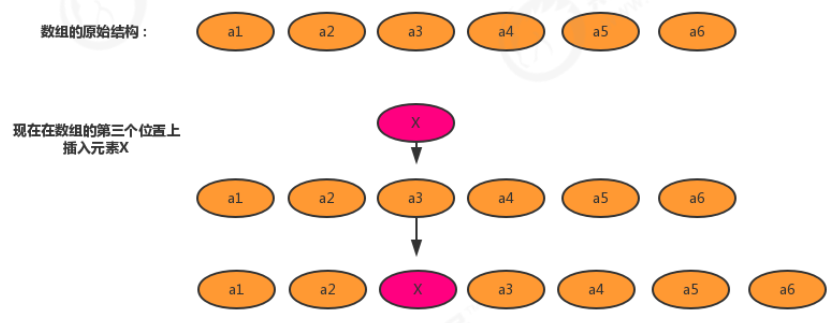 数组的原始结构：
a1 a2 a3 a4 a5 a6
X
现在在数组的第三个位置上
插入元素X
a1 a2 a3 a4 a5 a6
a1 a2 X a3 a4 a5 a6